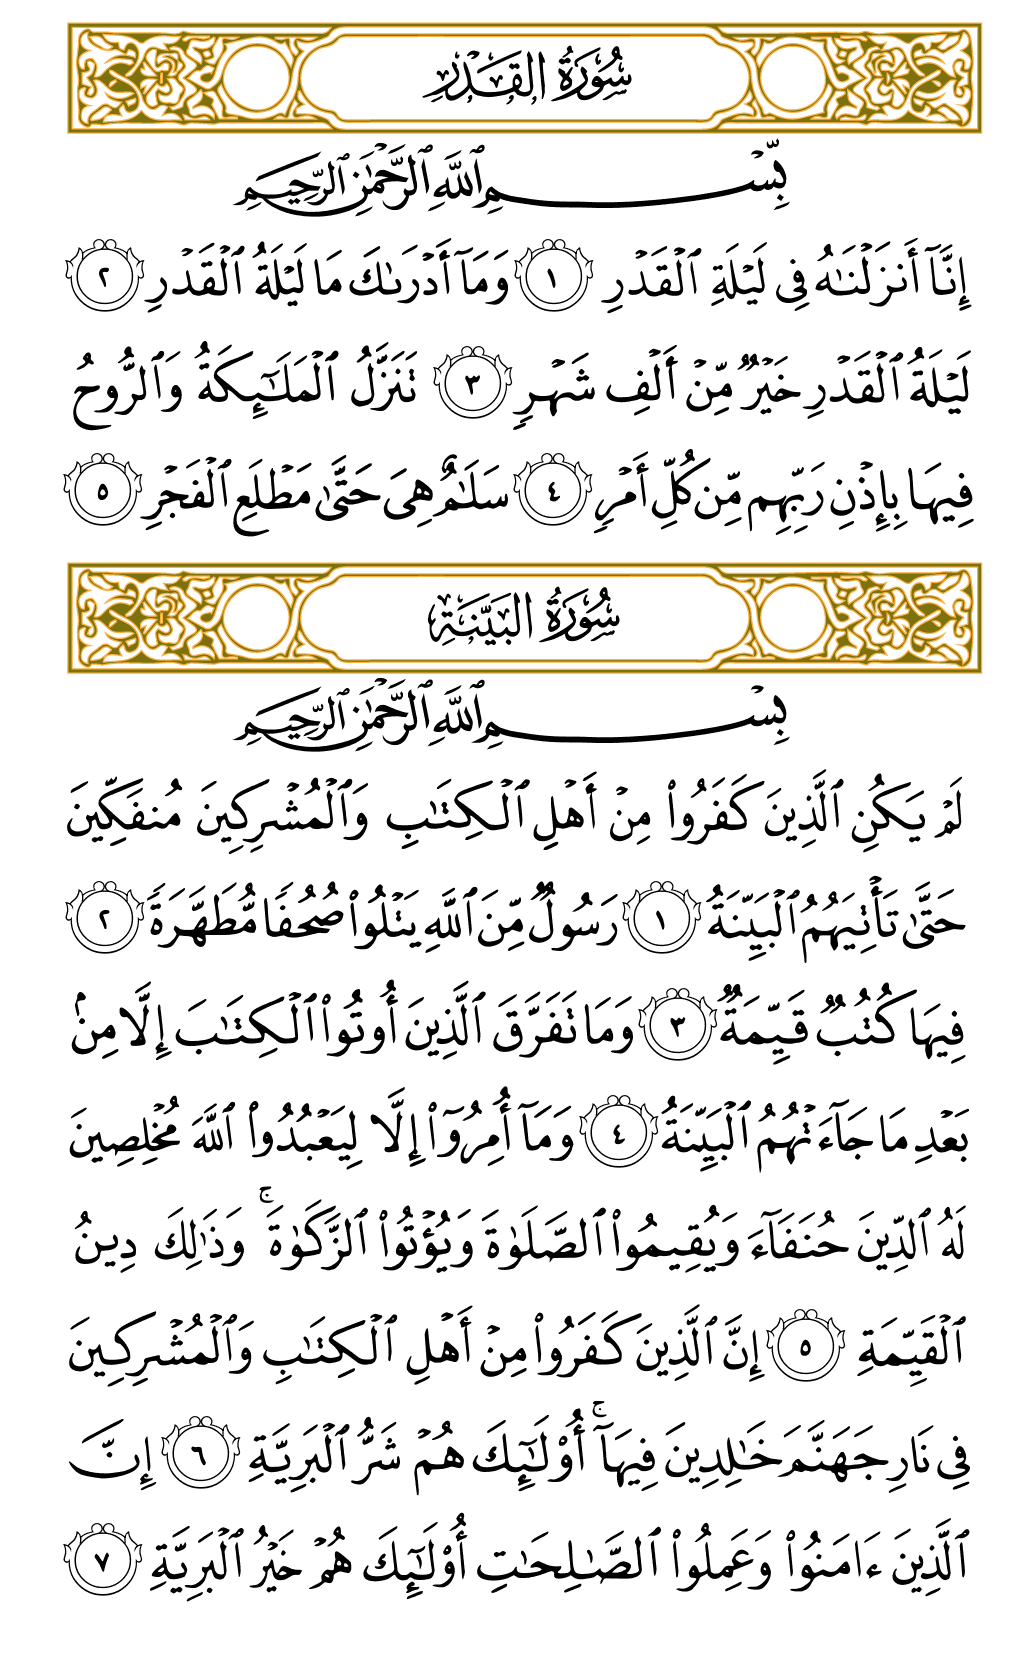 سُورَةُ القَدْرِ
بِّسْمِ ٱللَّهِ ٱلرَّحْمَٰنِ ٱلرَّحِيمِ
إِنَّآ أَنزَلْنَـٰهُ فِى لَيْلَةِ ٱلْقَدْرِ ١ وَمَآ أَدْرَىٰكَ مَا لَيْلَةُ ٱلْقَدْرِ ٢
لَيْلَةُ ٱلْقَدْرِ خَيْرٌ مِّنْ أَلْفِ شَهْرٍ ٣ تَنَزَّلُ ٱلْمَلَـٰٓئِكَةُ وَٱلرُّوحُ
فِيهَا بِإِذْنِ رَبِّهِم مِّن كُلِّ أَمْرٍ ٤ سَلَـٰمٌ هِىَ حَتَّىٰ مَطْلَعِ ٱلْفَجْرِ ٥
سُورَةُ البَيِّنَةِ
بِسْمِ ٱللَّهِ ٱلرَّحْمَٰنِ ٱلرَّحِيمِ
لَمْ يَكُنِ ٱلَّذِينَ كَفَرُوا۟ مِنْ أَهْلِ ٱلْكِتَـٰبِ وَٱلْمُشْرِكِينَ مُنفَكِّينَ
حَتَّىٰ تَأْتِيَهُمُ ٱلْبَيِّنَةُ ١ رَسُولٌ مِّنَ ٱللَّهِ يَتْلُوا۟ صُحُفًا مُّطَهَّرَةً ٢
فِيهَا كُتُبٌ قَيِّمَةٌ ٣ وَمَا تَفَرَّقَ ٱلَّذِينَ أُوتُوا۟ ٱلْكِتَـٰبَ إِلَّا مِنۢ
بَعْدِ مَا جَآءَتْهُمُ ٱلْبَيِّنَةُ ٤ وَمَآ أُمِرُوٓا۟ إِلَّا لِيَعْبُدُوا۟ ٱللَّهَ مُخْلِصِينَ
لَهُ ٱلدِّينَ حُنَفَآءَ وَيُقِيمُوا۟ ٱلصَّلَوٰةَ وَيُؤْتُوا۟ ٱلزَّكَوٰةَ ۚ وَذَٰلِكَ دِينُ
ٱلْقَيِّمَةِ ٥ إِنَّ ٱلَّذِينَ كَفَرُوا۟ مِنْ أَهْلِ ٱلْكِتَـٰبِ وَٱلْمُشْرِكِينَ
فِى نَارِ جَهَنَّمَ خَـٰلِدِينَ فِيهَآ ۚ أُو۟لَـٰٓئِكَ هُمْ شَرُّ ٱلْبَرِيَّةِ ٦ إِنَّ
ٱلَّذِينَ ءَامَنُوا۟ وَعَمِلُوا۟ ٱلصَّـٰلِحَـٰتِ أُو۟لَـٰٓئِكَ هُمْ خَيْرُ ٱلْبَرِيَّةِ ٧